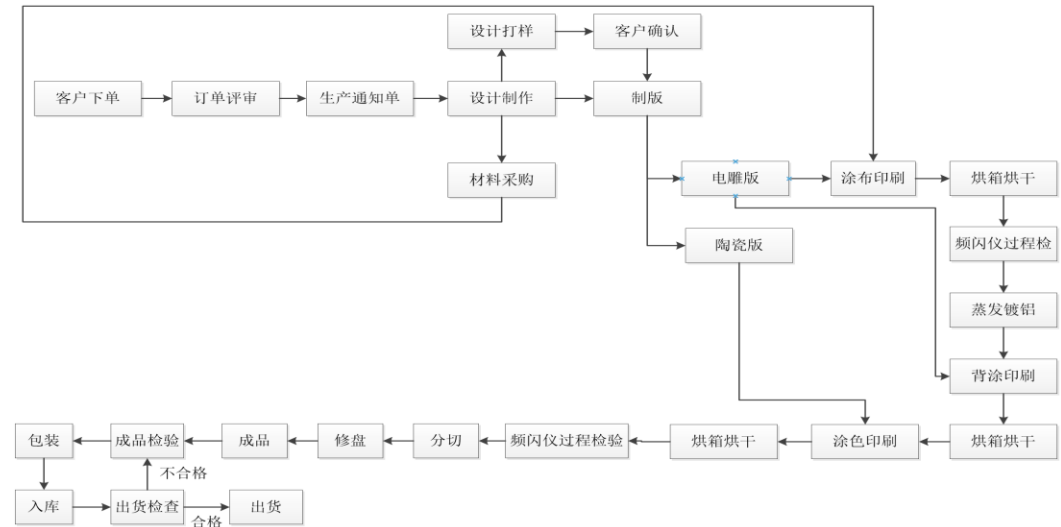 设计打样
客户确认
客户下单
订单评审
生产通知单
设计制作
制版
材料采购
电雕版
涂布印刷
烘箱烘干
陶瓷版
频闪仪过程检
蒸发镀铝
背涂印刷
包装
成品检验
成品
修盘
分切
频闪仪过程检验
烘箱烘干
涂色印刷
烘箱烘干
不合格
入库
出货检查
合格
出货